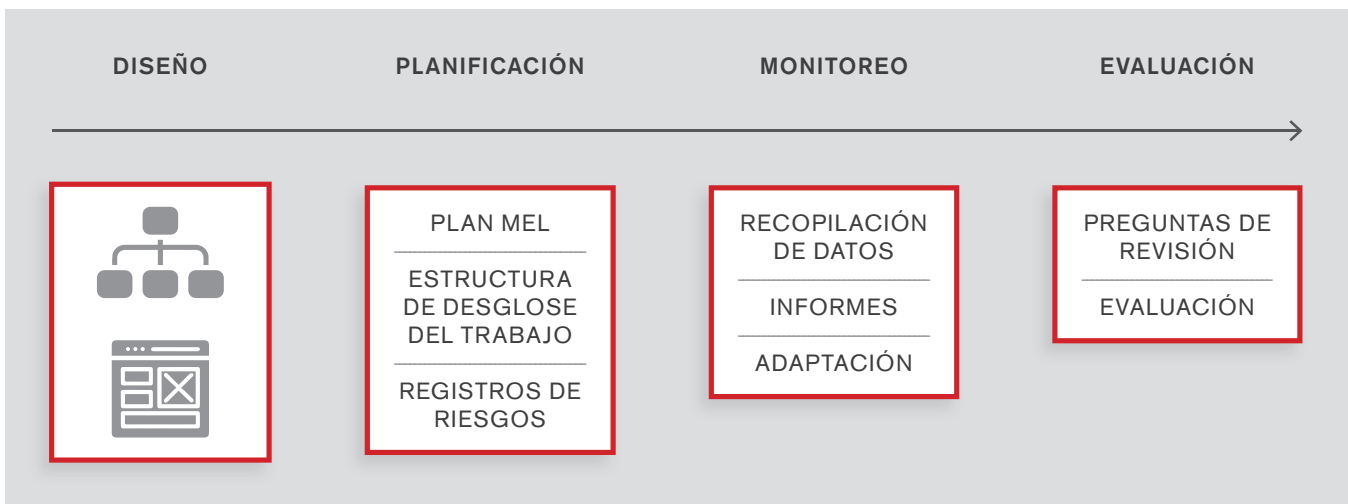 DISEÑO
PLANIFICACIÓN
MONITOREO
EVALUACIÓN
PLAN MEL
ESTRUCTURA
DE DESGLOSE
DEL TRABAJO
REGISTROS DE
RIESGOS
RECOPILACIÓN
DE DATOS
INFORMES
ADAPTACIÓN
PREGUNTAS DE
REVISIÓN
EVALUACIÓN